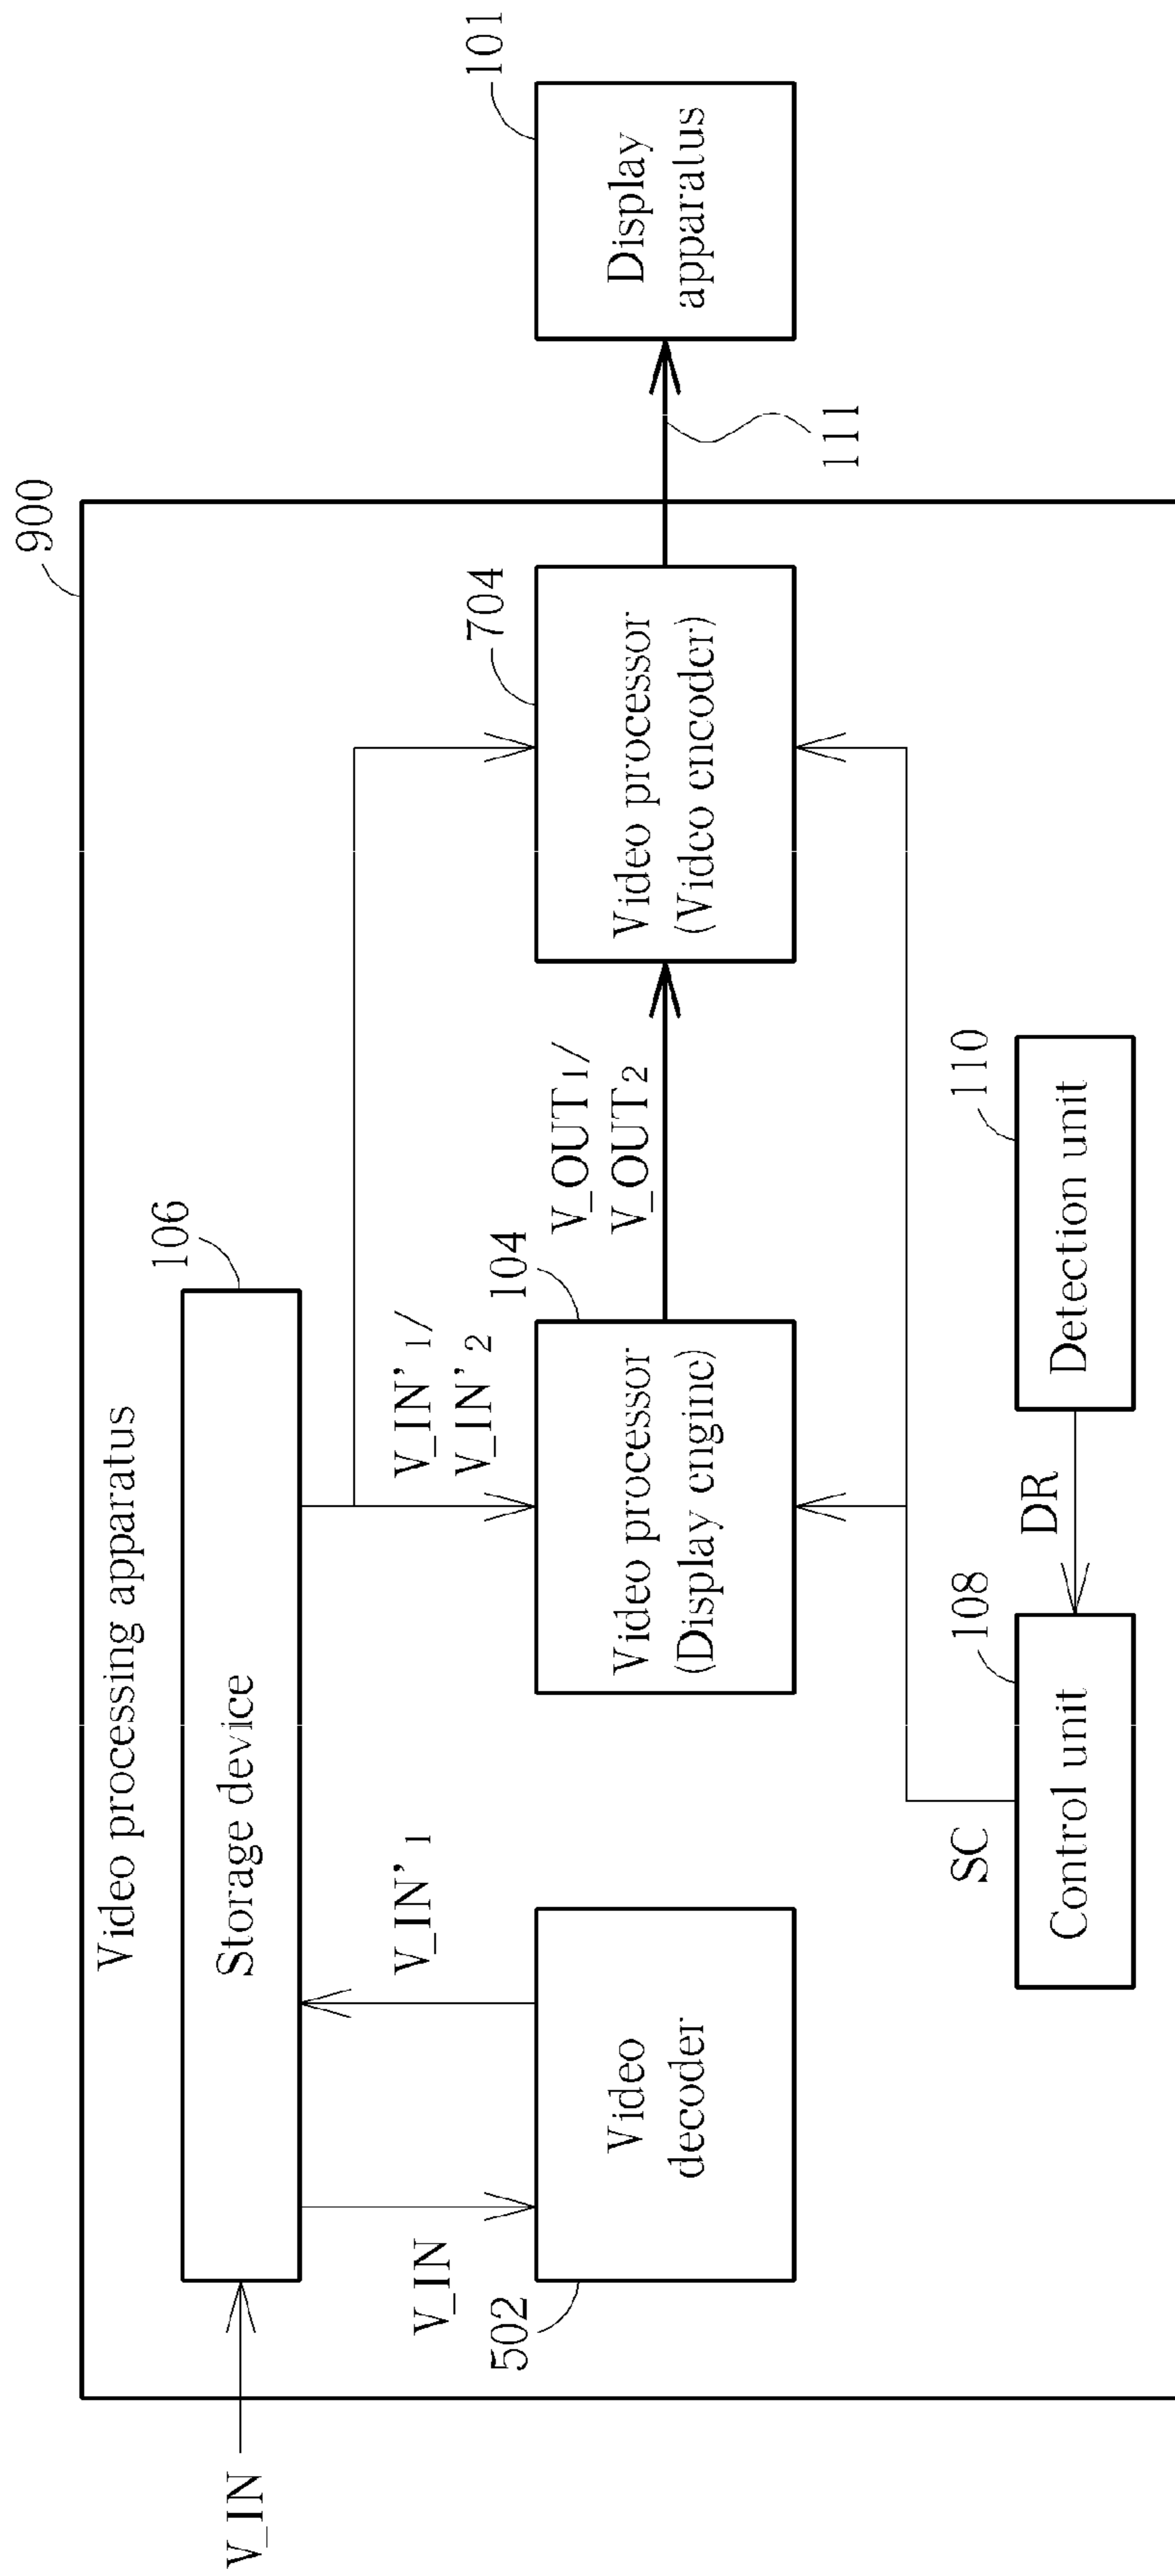 900
Video processing apparatus
V_IN
Storage device
106
V_IN
V_IN'1
V_IN'1/
V_IN'2
502
Video
decoder
104
Video processor
(Display engine)
V_OUT1/
V_OUT2
704
Video processor
(Video encoder)
111
101
Display
apparatus
SC
108
Control unit
DR
110
Detection unit